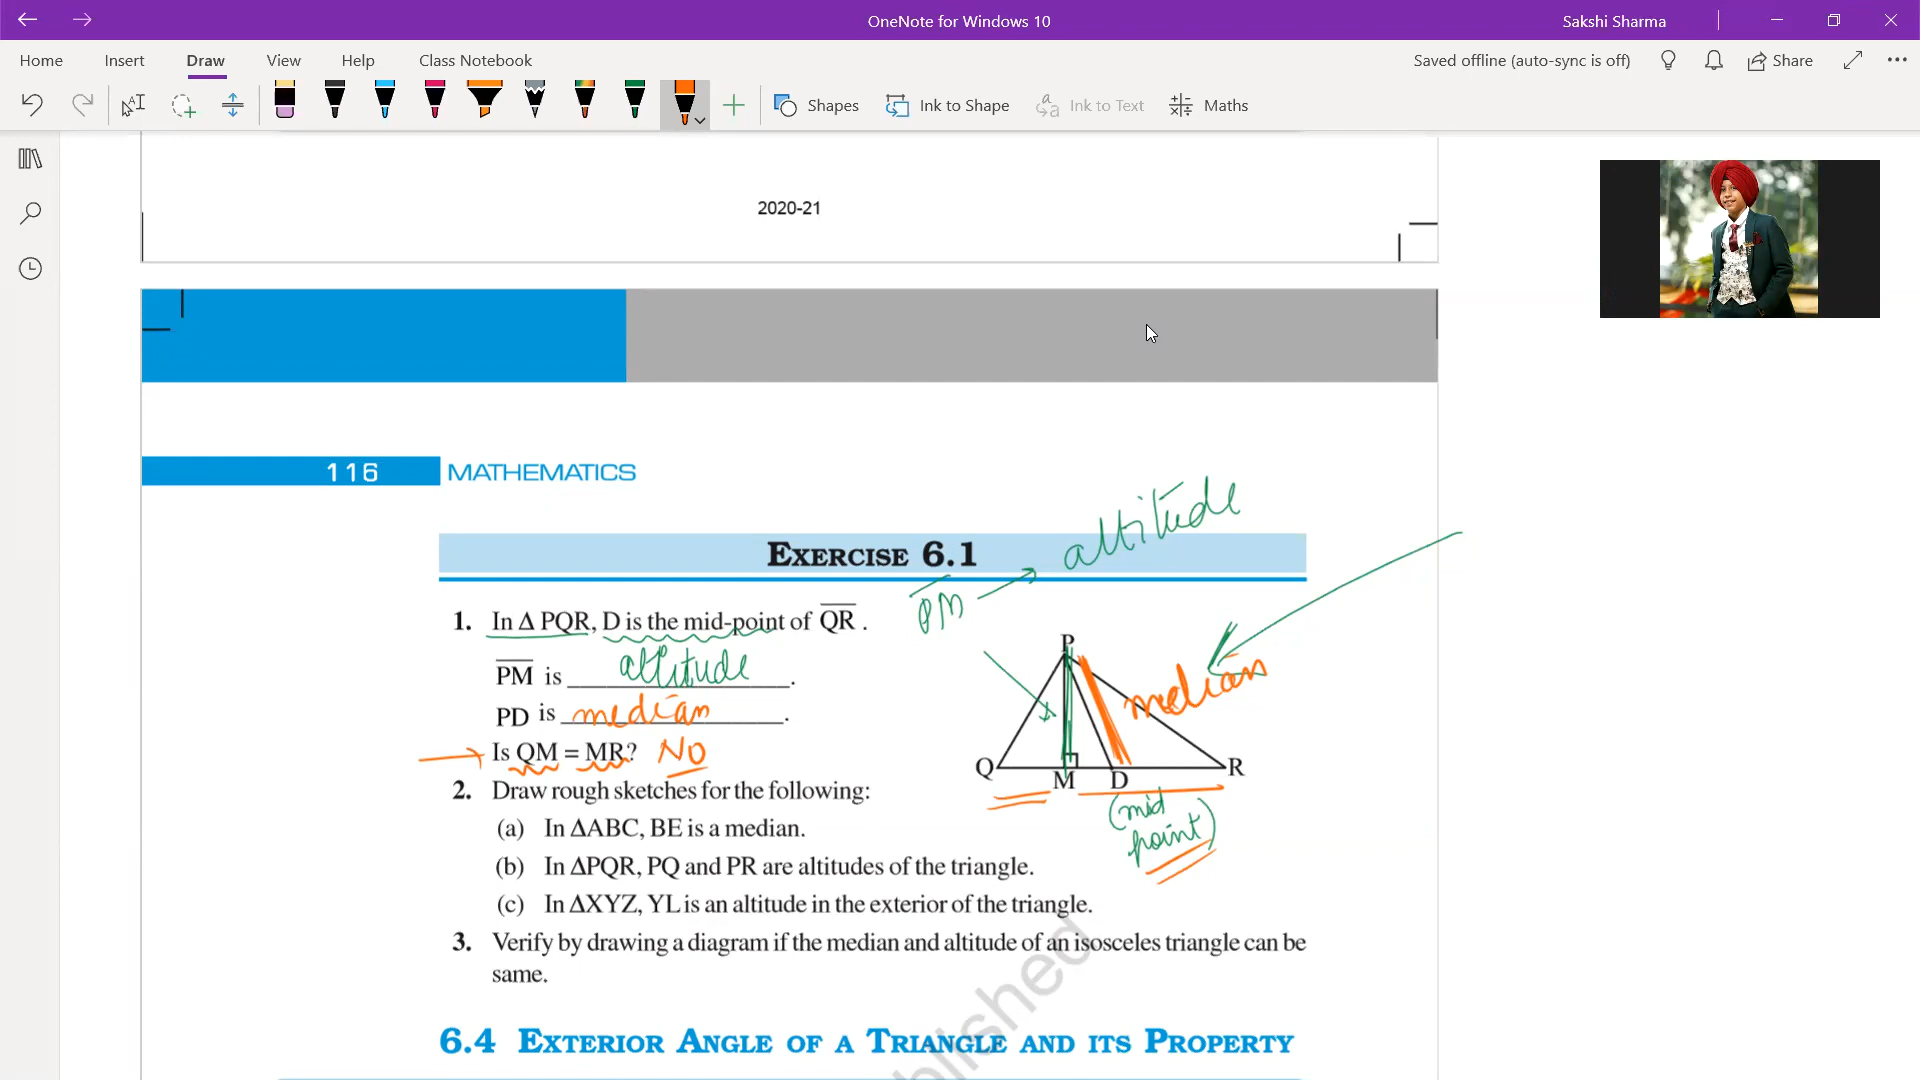 OneNote for Windows 10
Sakshi Sharma
Home Insert Draw View Help Class Notebook
Saved offline (auto-sync is off) Share
Shapes Ink to Shape Ink to Text Maths
2020-21
116 MATHEMATICS
altitude
EXERCISE 6.1
PM
1. In Δ PQR, D is the mid-point of QR .
PM is altitude.
PD is median.
Is QM = MR? NO
P
median
Q M D R
(mid
point)
2. Draw rough sketches for the following:
(a) In ΔABC, BE is a median.
(b) In ΔPQR, PQ and PR are altitudes of the triangle.
(c) In ΔXYZ, YL is an altitude in the exterior of the triangle.
3. Verify by drawing a diagram if the median and altitude of an isosceles triangle can be
same.
6.4 EXTERIOR ANGLE OF A TRIANGLE AND ITS PROPERTY
blished